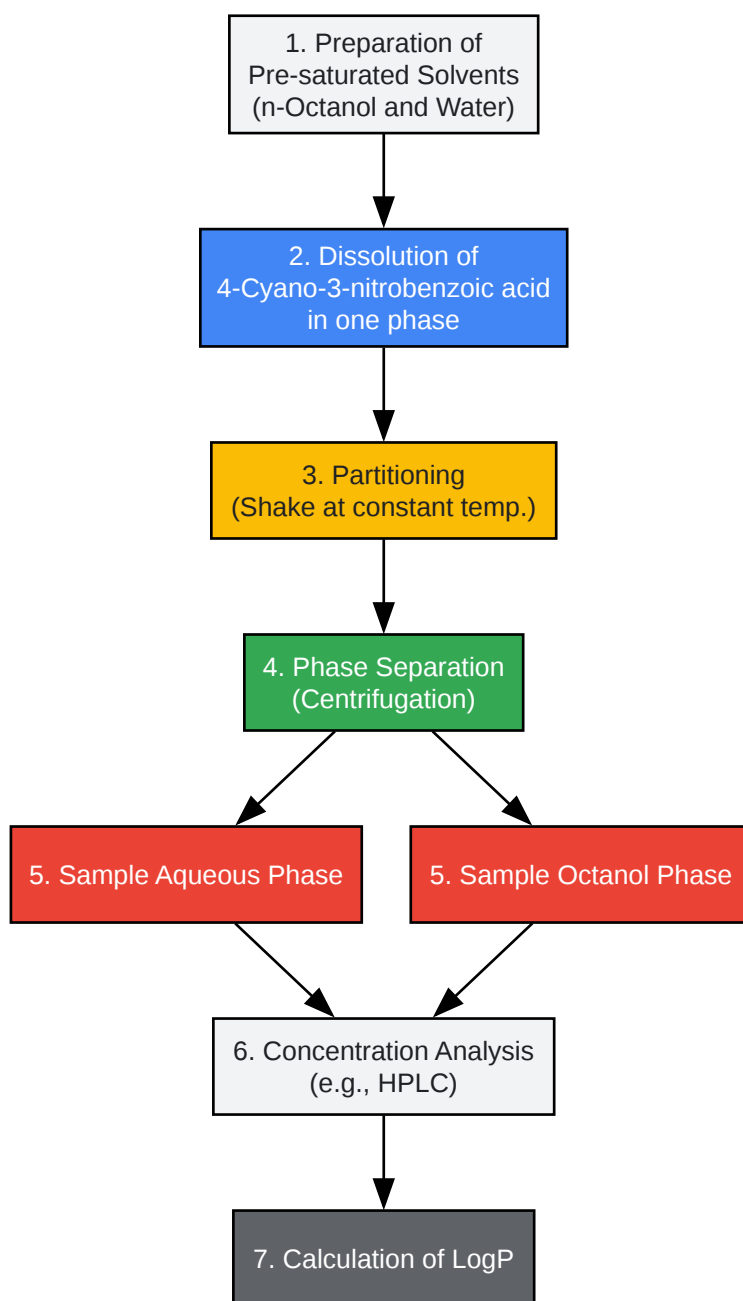 1. Preparation of
Pre-saturated Solvents
(n-Octanol and Water)
2. Dissolution of
4-Cyano-3-nitrobenzoic acid
in one phase
3. Partitioning
(Shake at constant temp.)
4. Phase Separation
(Centrifugation)
5. Sample Aqueous Phase
5. Sample Octanol Phase
6. Concentration Analysis
(e.g., HPLC)
7. Calculation of LogP